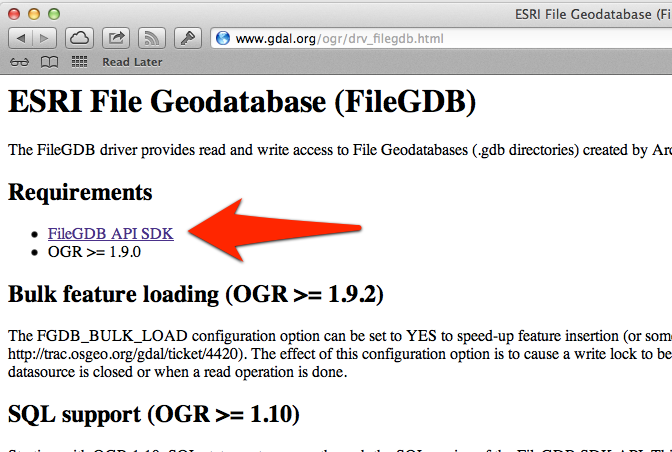 ESRI File Geodatabase (Fi
www.gdal.org/ogr/drv_filegdb.html
Read Later
ESRI File Geodatabase (FileGDB)
The FileGDB driver provides read and write access to File Geodatabases (.gdb directories) created by Arc
Requirements
FileGDB API SDK
OGR >= 1.9.0
Bulk feature loading (OGR >= 1.9.2)
The FGDB_BULK_LOAD configuration option can be set to YES to speed-up feature insertion (or some
http://trac.osgeo.org/gdal/ticket/4420). The effect of this configuration option is to cause a write lock to be
datasource is closed or when a read operation is done.
SQL support (OGR >= 1.10)